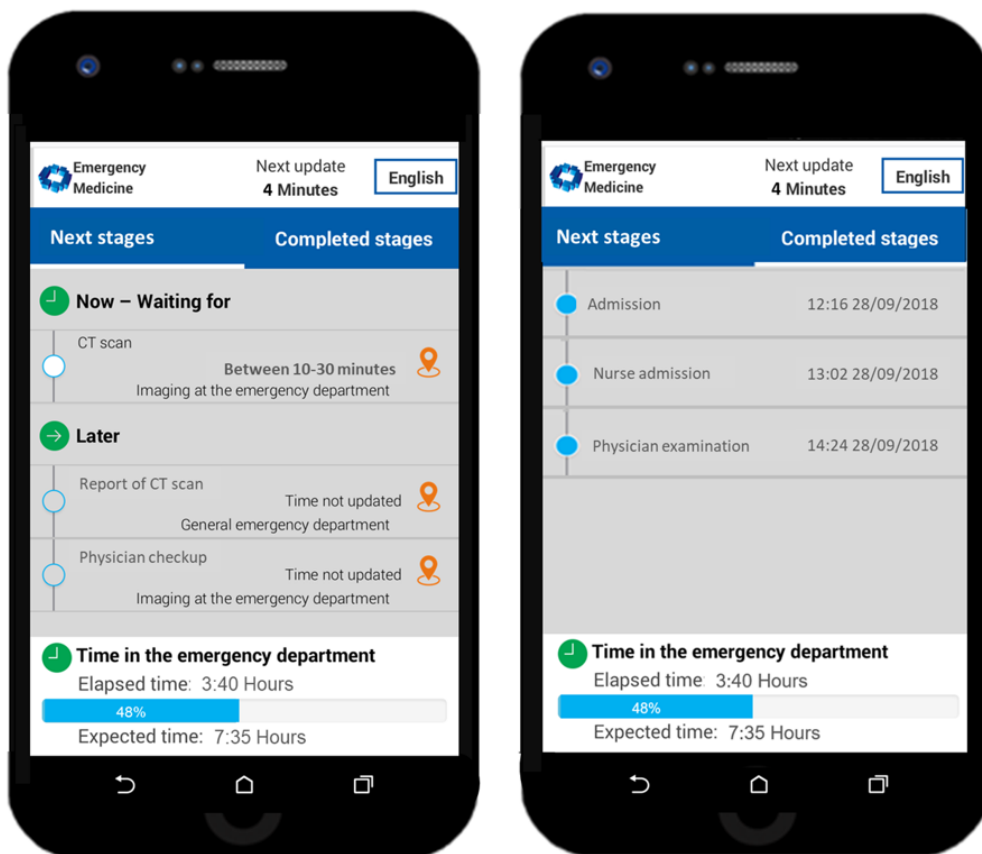 Emergency
Medicine
Next update
4 Minutes
English
Next stages
Completed stages
Now – Waiting for
CT scan
Between 10-30 minutes
Imaging at the emergency department
Later
Report of CT scan
Time not updated
General emergency department
Physician checkup
Time not updated
Imaging at the emergency department
Time in the emergency department
Elapsed time: 3:40 Hours
48%
Expected time: 7:35 Hours
Emergency
Medicine
Next update
4 Minutes
English
Next stages
Completed stages
Admission 12:16 28/09/2018
Nurse admission 13:02 28/09/2018
Physician examination 14:24 28/09/2018
Time in the emergency department
Elapsed time: 3:40 Hours
48%
Expected time: 7:35 Hours